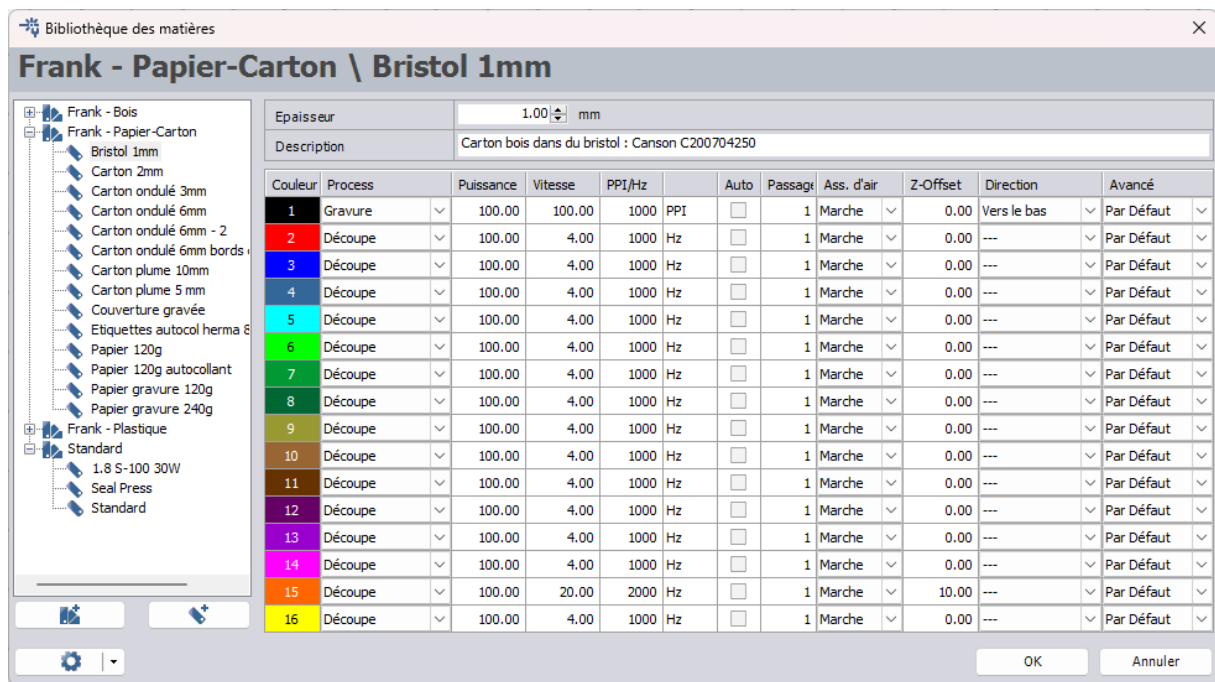 Bibliothèque des matières
Frank - Papier-Carton \ Bristol 1mm
Frank - Bois
Frank - Papier-Carton
Bristol 1mm
Carton 2mm
Carton ondulé 3mm
Carton ondulé 6mm
Carton ondulé 6mm - 2
Carton ondulé 6mm bords
Carton plume 10mm
Carton plume 5 mm
Couverture gravée
Etiquettes autocol herma 8
Papier 120g
Papier 120g autocollant
Papier gravure 120g
Papier gravure 240g
Frank - Plastique
Standard
1.8 S-100 30W
Seal Press
Standard
Epaisseur 1.00 mm
Description Carton bois dans du bristol : Canson C200704250
Couleur Process Puissance Vitesse PPI/Hz Auto Passage Ass. d'air Z-Offset Direction Avancé
1 Gravure 100.00 100.00 1000 PPI 1 Marche 0.00 Vers le bas Par Défaut
2 Découpe 100.00 4.00 1000 Hz 1 Marche 0.00 --- Par Défaut
3 Découpe 100.00 4.00 1000 Hz 1 Marche 0.00 --- Par Défaut
4 Découpe 100.00 4.00 1000 Hz 1 Marche 0.00 --- Par Défaut
5 Découpe 100.00 4.00 1000 Hz 1 Marche 0.00 --- Par Défaut
6 Découpe 100.00 4.00 1000 Hz 1 Marche 0.00 --- Par Défaut
7 Découpe 100.00 4.00 1000 Hz 1 Marche 0.00 --- Par Défaut
8 Découpe 100.00 4.00 1000 Hz 1 Marche 0.00 --- Par Défaut
9 Découpe 100.00 4.00 1000 Hz 1 Marche 0.00 --- Par Défaut
10 Découpe 100.00 4.00 1000 Hz 1 Marche 0.00 --- Par Défaut
11 Découpe 100.00 4.00 1000 Hz 1 Marche 0.00 --- Par Défaut
12 Découpe 100.00 4.00 1000 Hz 1 Marche 0.00 --- Par Défaut
13 Découpe 100.00 4.00 1000 Hz 1 Marche 0.00 --- Par Défaut
14 Découpe 100.00 4.00 1000 Hz 1 Marche 0.00 --- Par Défaut
15 Découpe 100.00 20.00 2000 Hz 1 Marche 10.00 --- Par Défaut
16 Découpe 100.00 4.00 1000 Hz 1 Marche 0.00 --- Par Défaut
OK Annuler